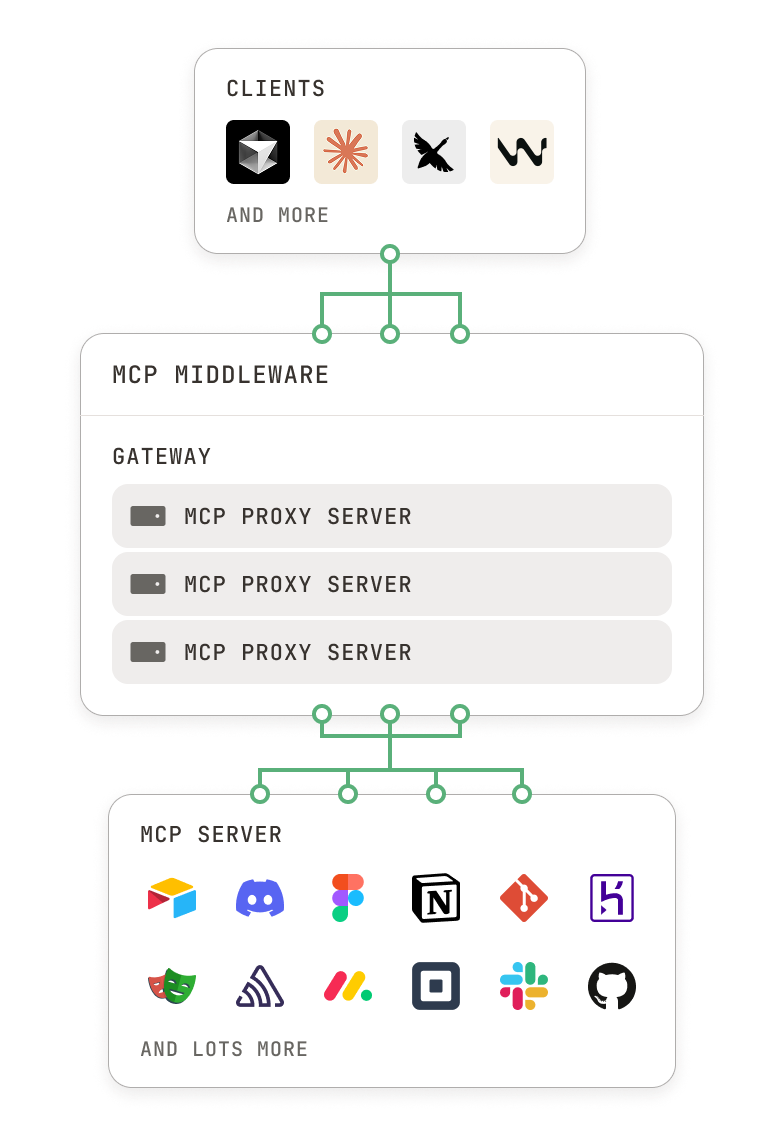 CLIENTS
AND MORE
MCP MIDDLEWARE
GATEWAY
MCP PROXY SERVER
MCP PROXY SERVER
MCP PROXY SERVER
MCP SERVER
N
AND LOTS MORE